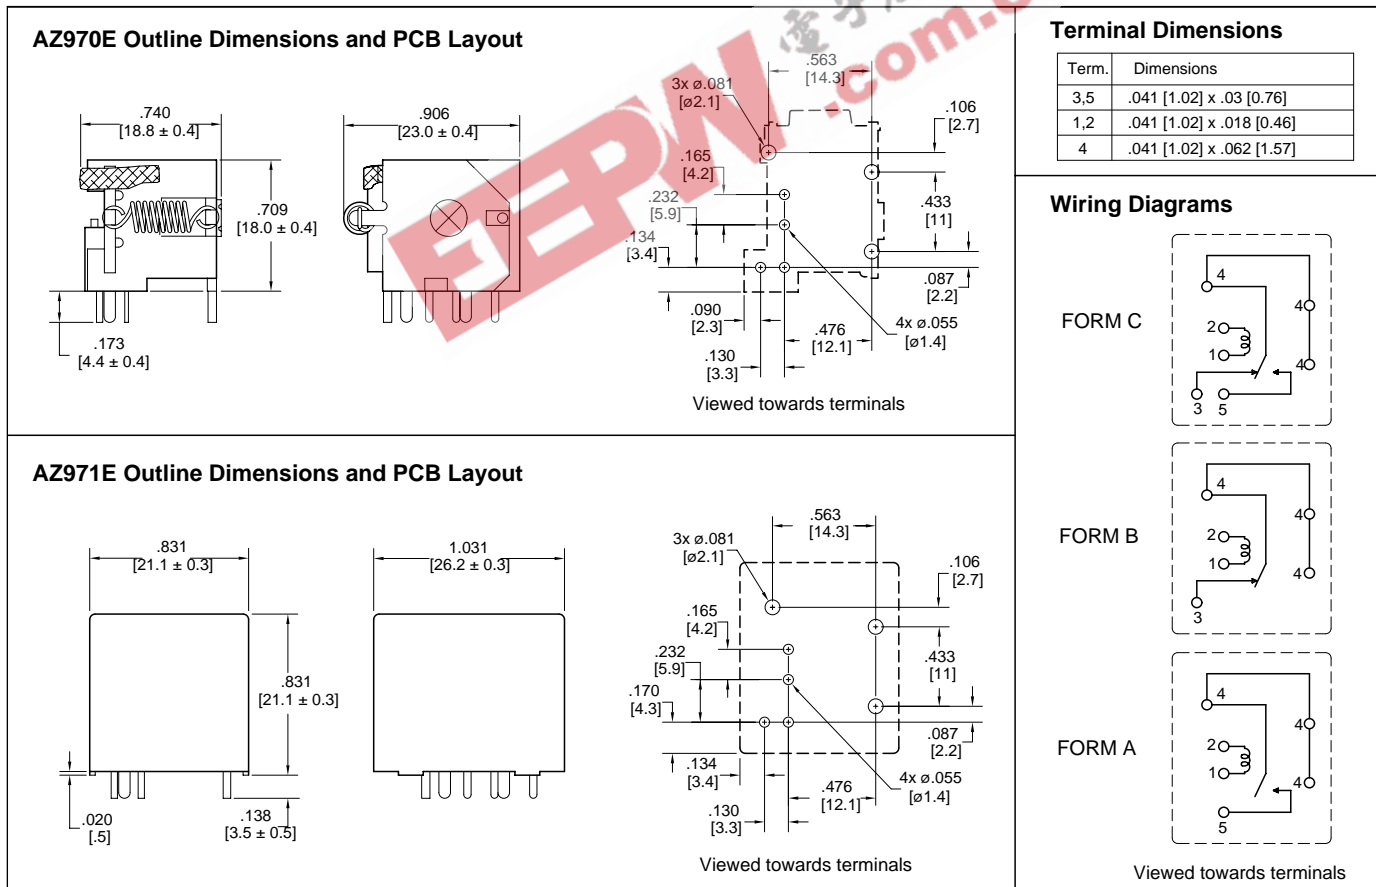 AZ970E Outline Dimensions and PCB Layout
.740
[18.8 ± 0.4]
.906
[23.0 ± 0.4]
.709
[18.0 ± 0.4]
.173
[4.4 ± 0.4]
.563
[14.3]
3x ø.081
[ø2.1]
.106
[2.7]
.165
[4.2]
.232
[5.9]
.433
[11]
.134
[3.4]
.087
[2.2]
.090
[2.3]
.476
[12.1]
4x ø.055
[ø1.4]
.130
[3.3]
Viewed towards terminals
EEPW
.com.c
電子
AZ971E Outline Dimensions and PCB Layout
.831
[21.1 ± 0.3]
1.031
[26.2 ± 0.3]
.831
[21.1 ± 0.3]
.020
[.5]
.138
[3.5 ± 0.5]
.563
[14.3]
3x ø.081
[ø2.1]
.106
[2.7]
.165
[4.2]
.232
[5.9]
.433
[11]
.170
[4.3]
.087
[2.2]
.134
[3.4]
.476
[12.1]
4x ø.055
[ø1.4]
.130
[3.3]
Viewed towards terminals
Terminal Dimensions
Term. Dimensions
3,5 .041 [1.02] x .03 [0.76]
1,2 .041 [1.02] x .018 [0.46]
4 .041 [1.02] x .062 [1.57]
Wiring Diagrams
FORM C
4
4
2
1
4
3 5
FORM B
4
4
2
1
4
3
FORM A
4
4
2
1
4
5
Viewed towards terminals